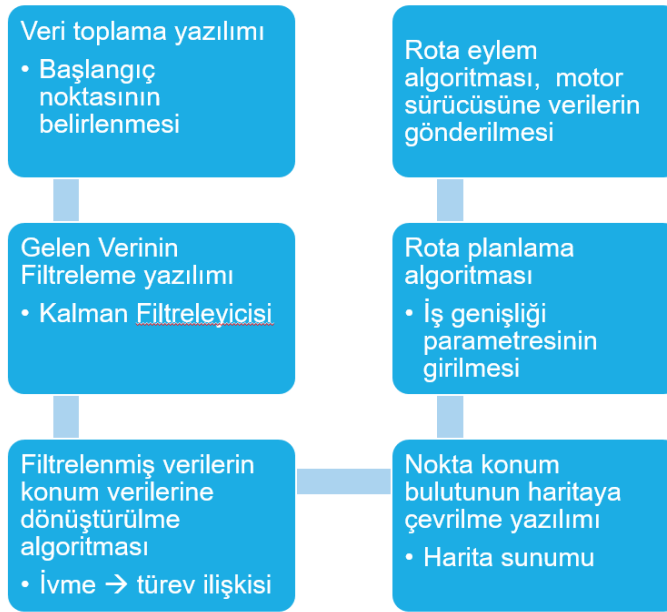 Veri toplama yazılımı
• Başlangıç
noktasının
belirlenmesi
Gelen Verinin
Filtreleme yazılımı
• Kalman Filtreleyicisi
Filtrelenmiş verilerin
konum verilerine
dönüştürülme
algoritması
• İvme → türev ilişkisi
Nokta konum
bulutunun haritaya
çevrilme yazılımı
• Harita sunumu
Rota planlama
algoritması
• İş genişliği
parametresinin
girilmesi
Rota eylem
algoritması, motor
sürücüsüne verilerin
gönderilmesi